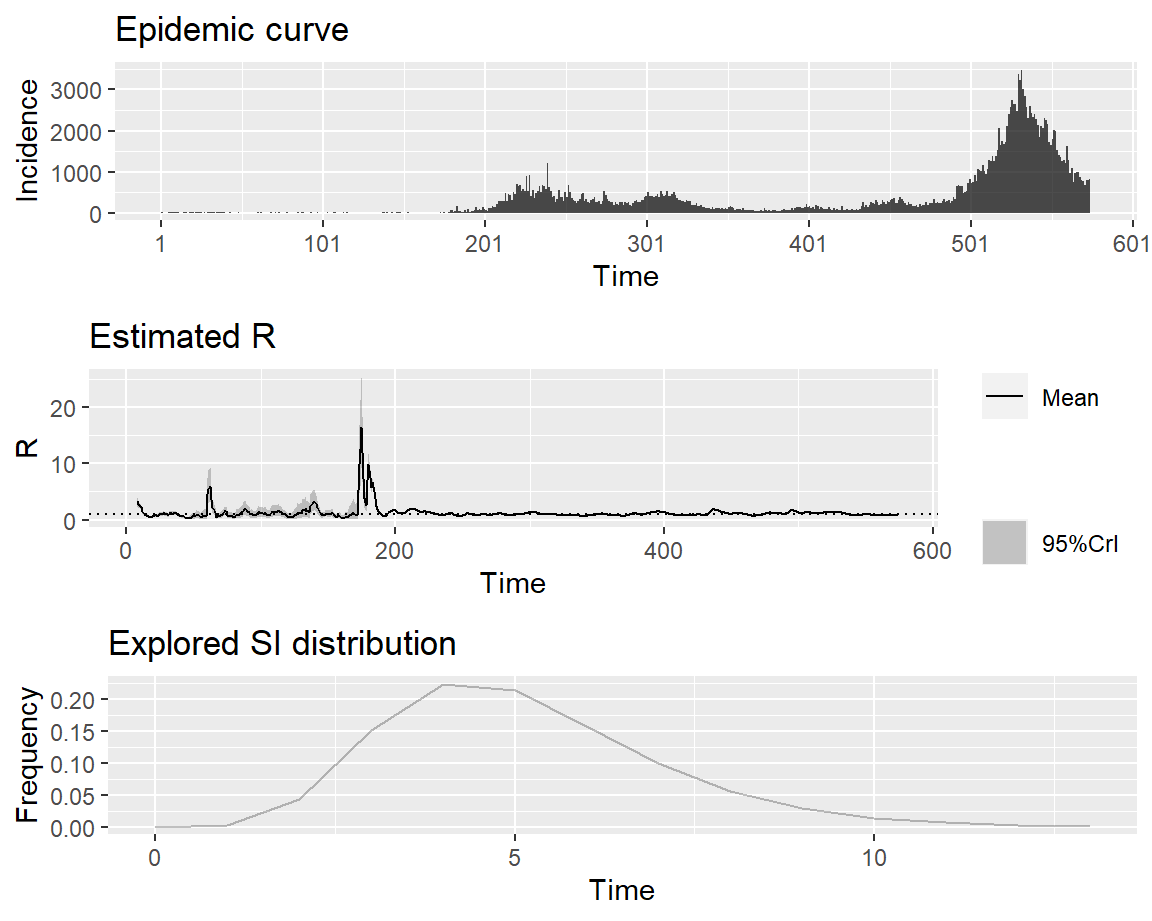 Epidemic curve
Incidence
3000
2000
1000
0
1 101 201 301 401 501 601
Time
Estimated R
R
20
10
0
0 200 400 600
Time
Mean
95%CrI
Explored SI distribution
Frequency
0.20
0.15
0.10
0.05
0.00
0 5 10
Time